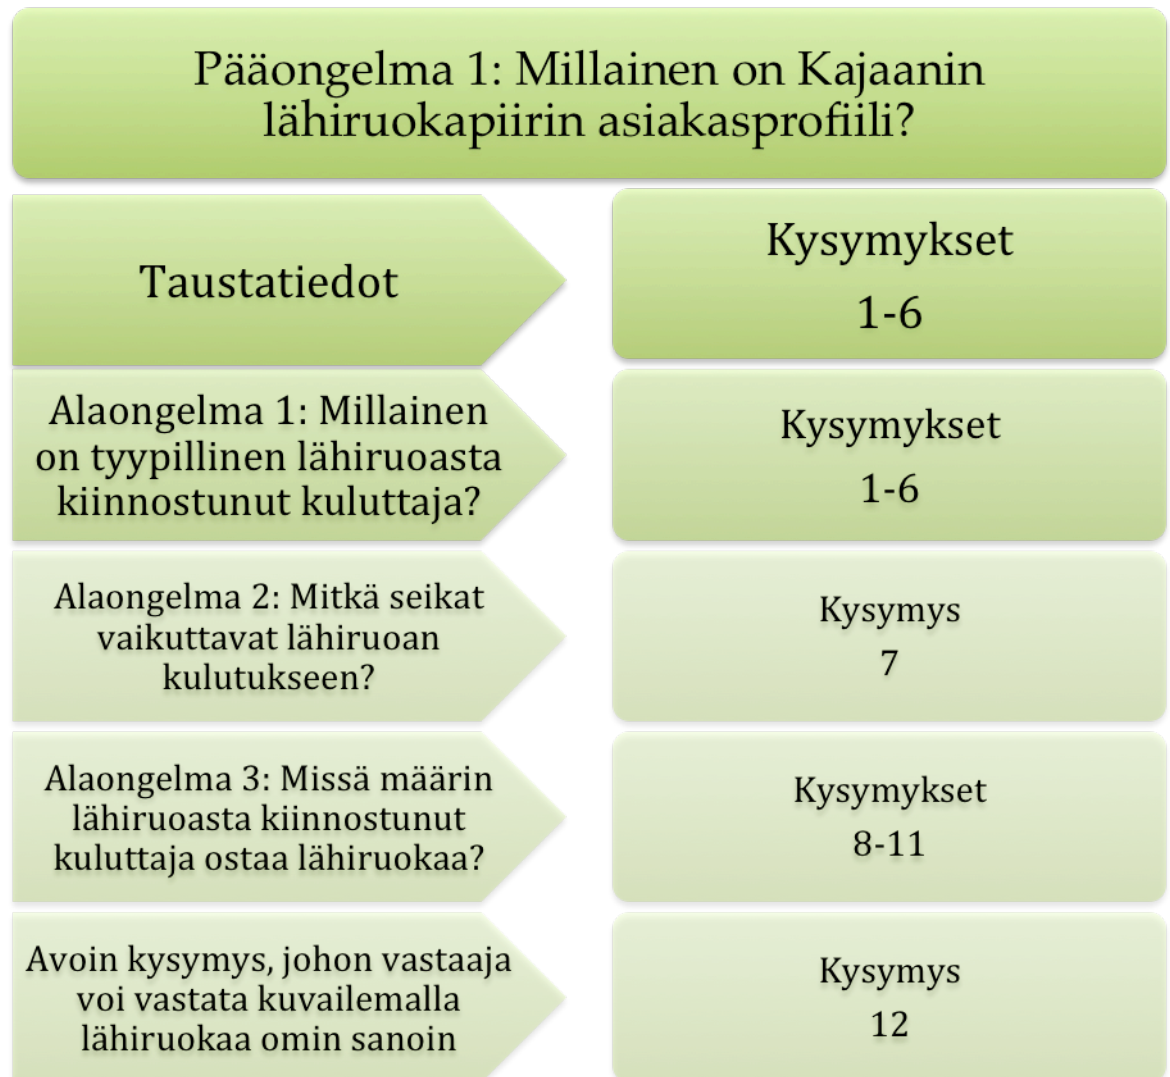 Pääongelma 1: Millainen on Kajaanin
lähiruokapiirin asiakasprofiili?
Taustatiedot
Kysymykset
1-6
Alaongelma 1: Millainen
on tyypillinen lähiruoasta
kiinnostunut kuluttaja?
Kysymykset
1-6
Alaongelma 2: Mitkä seikat
vaikuttavat lähiruoan
kulutukseen?
Kysymys
7
Alaongelma 3: Missä määrin
lähiruoasta kiinnostunut
kuluttaja ostaa lähiruokaa?
Kysymykset
8-11
Avoin kysymys, johon vastaaja
voi vastata kuvailemalla
lähiruokaa omin sanoin
Kysymys
12